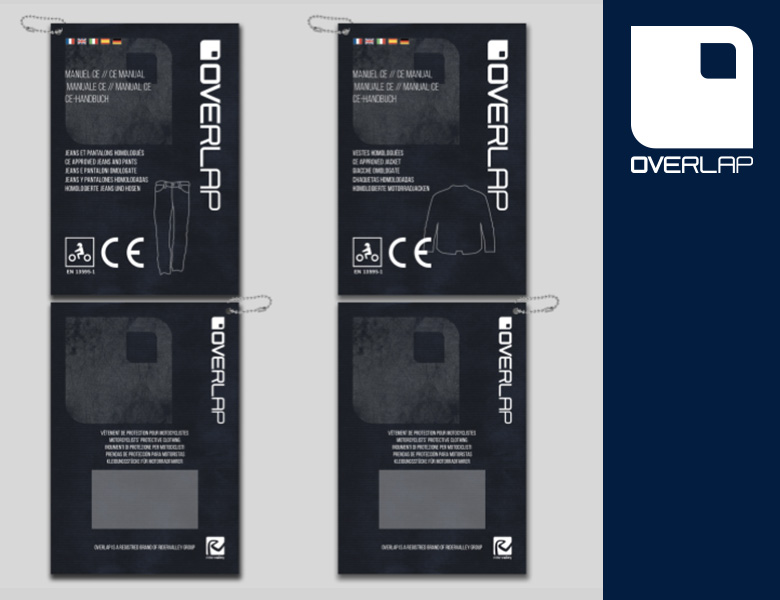 MANUEL CE // CE MANUAL
MANUALE CE // MANUAL CE
CE-HANDBUCH
OVERLAP
JEANS ET PANTALONS HOMOLOGUÉS
CE APPROVED JEANS AND PANTS
JEANS E PANTALONI OMOLOGATE
JEANS Y PANTALONES HOMOLOGADAS
HOMOLOGIERTE JEANS UND HOSEN
CE
EN 13595-1
MANUEL CE // CE MANUAL
MANUALE CE // MANUAL CE
CE-HANDBUCH
OVERLAP
VESTES HOMOLOGUÉES
CE APPROVED JACKET
GIACCHE OMOLOGATE
CHAQUETAS HOMOLOGADAS
HOMOLOGIERTE MOTORRADJACKEN
CE
EN 13595-1
OVERLAP
OVERLAP
VÊTEMENT DE PROTECTION POUR MOTOCYCLISTES
MOTORCYCLISTS' PROTECTIVE CLOTHING
INDUMENTI DI PROTEZIONE PER MOTOCICLISTI
PRENDAS DE PROTECCIÓN PARA MOTORISTAS
KLEIDUNGSSTÜCKE FÜR MOTORRADFAHRER
OVERLAP IS A REGISTRED BRAND OF RIDERVALLEY GROUP
OVERLAP
VÊTEMENT DE PROTECTION POUR MOTOCYCLISTES
MOTORCYCLISTS' PROTECTIVE CLOTHING
INDUMENTI DI PROTEZIONE PER MOTOCICLISTI
PRENDAS DE PROTECCIÓN PARA MOTORISTAS
KLEIDUNGSSTÜCKE FÜR MOTORRADFAHRER
OVERLAP IS A REGISTRED BRAND OF RIDERVALLEY GROUP